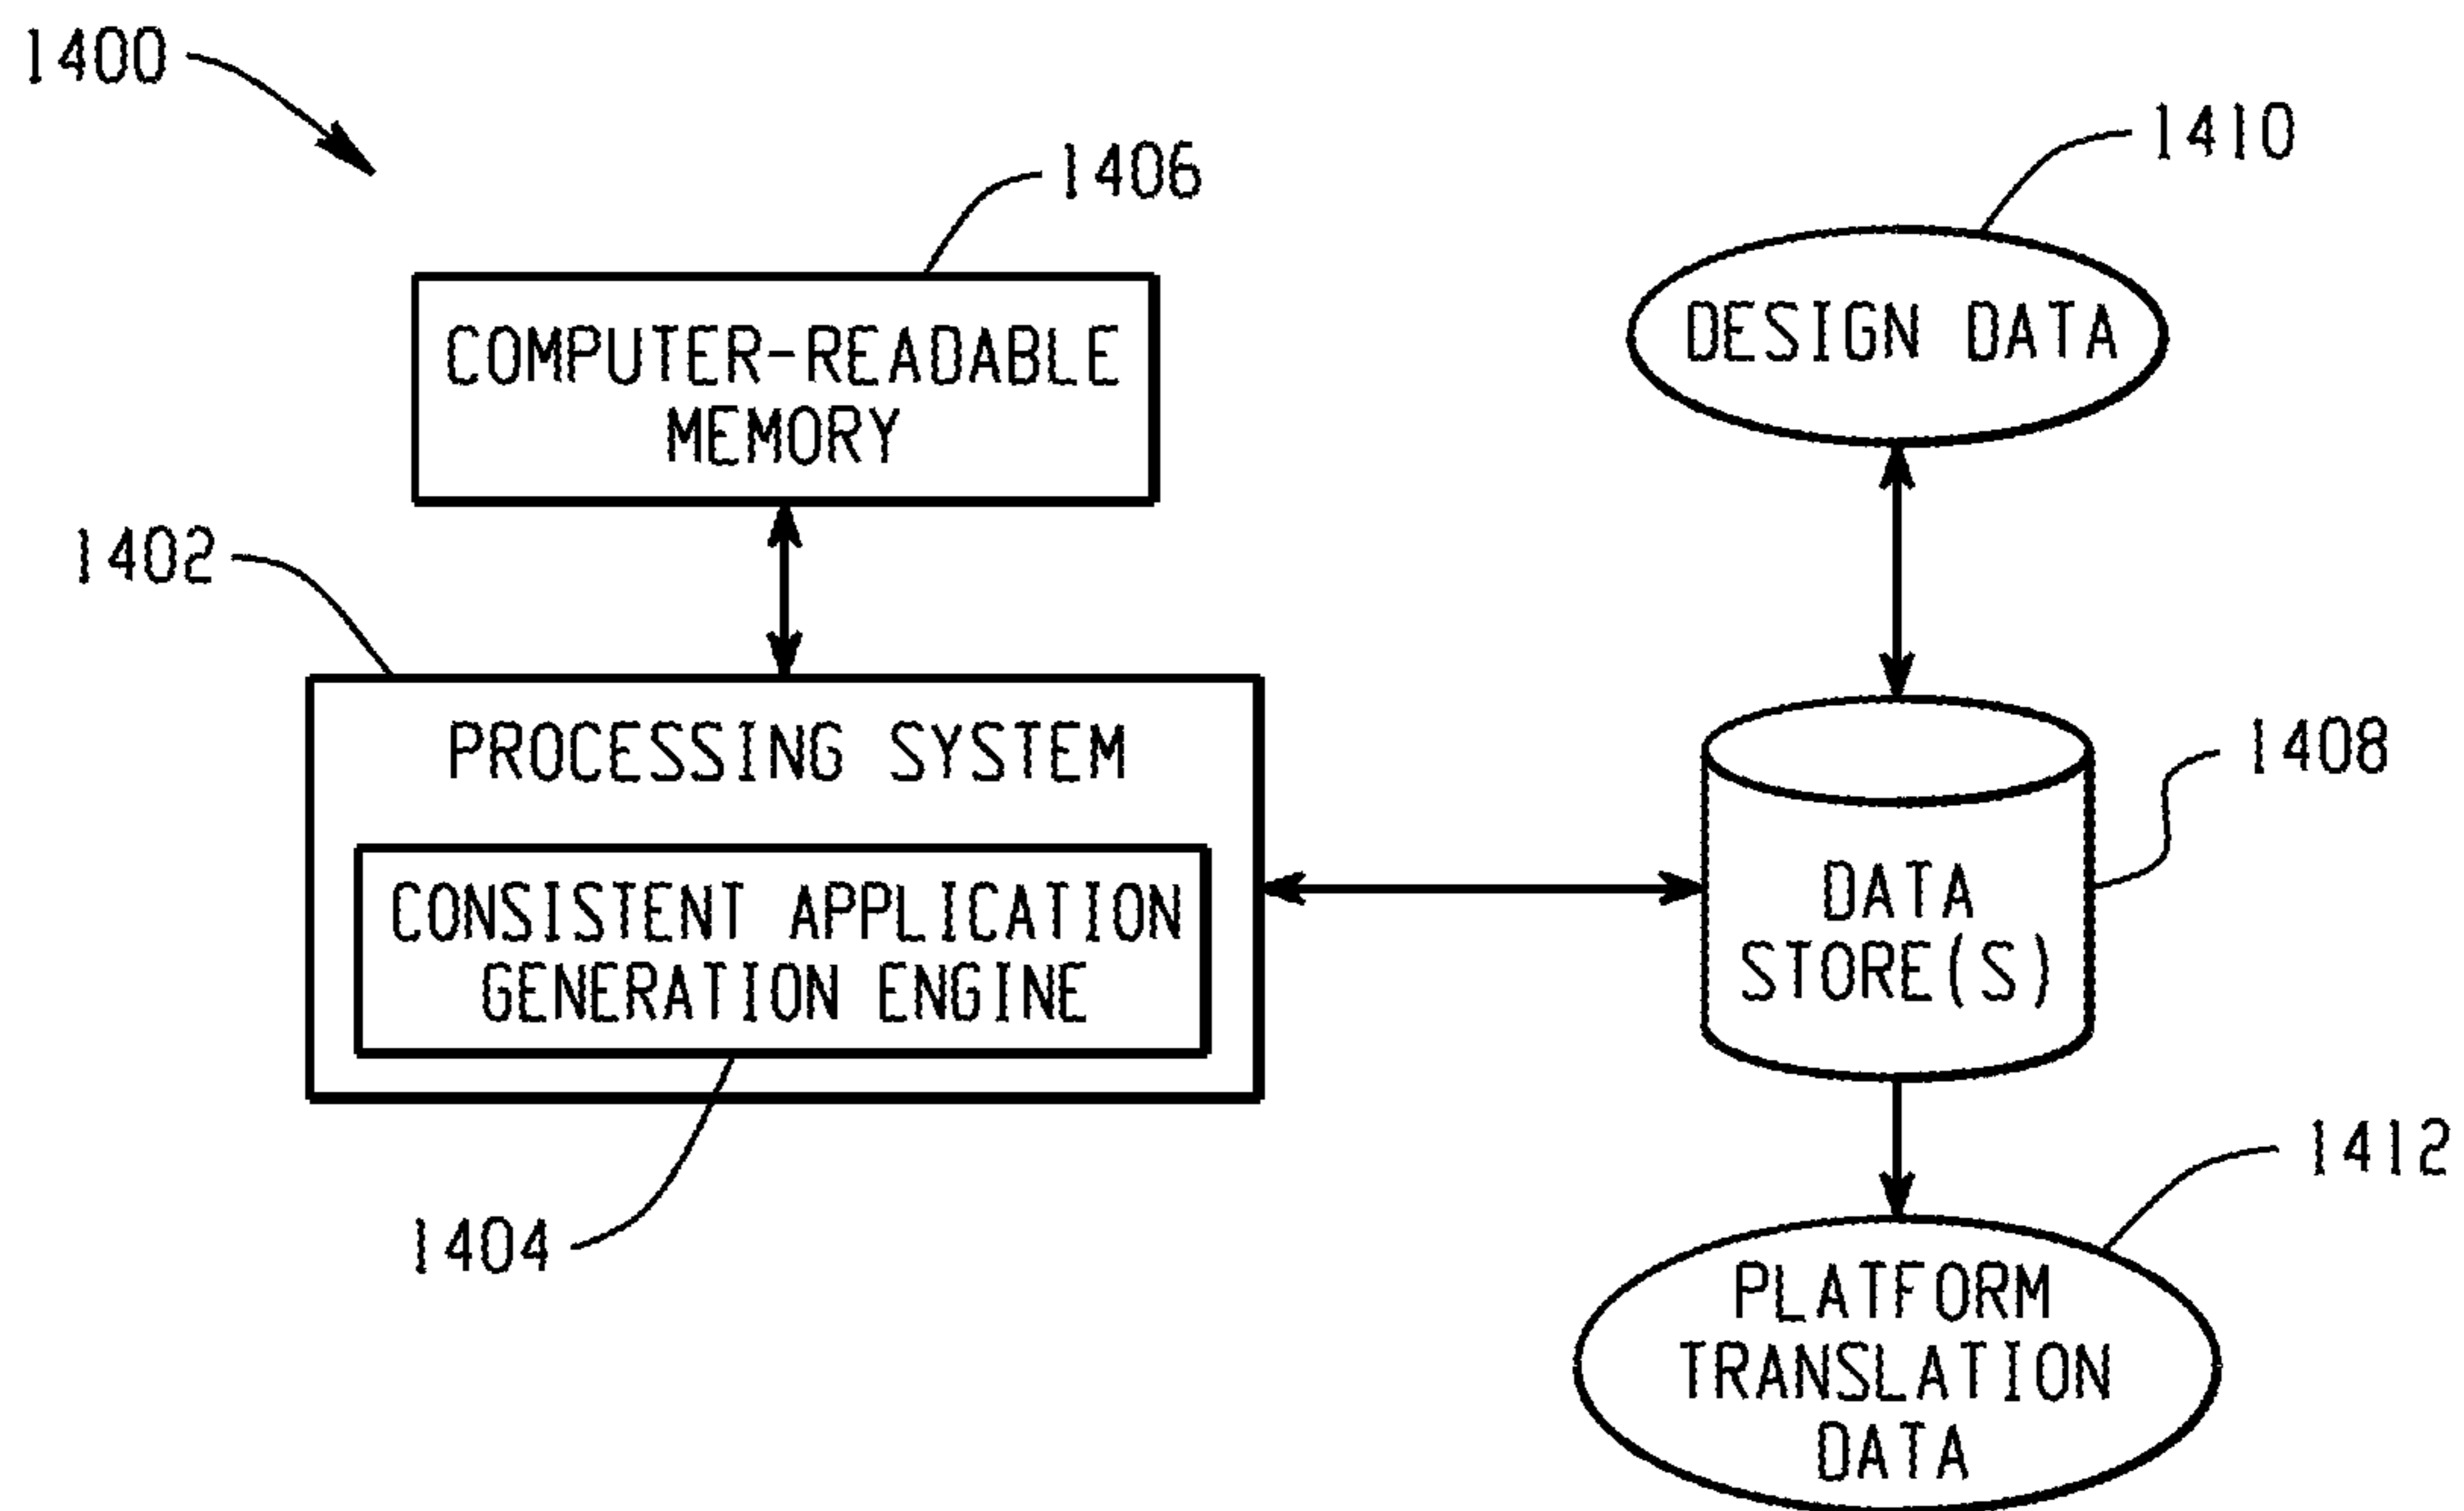 1400
1406
1410
COMPUTER-READABLE
MEMORY
DESIGN DATA
1402
PROCESSING SYSTEM
1408
CONSISTENT APPLICATION
GENERATION ENGINE
DATA
STORE(S)
1404
1412
PLATFORM
TRANSLATION
DATA